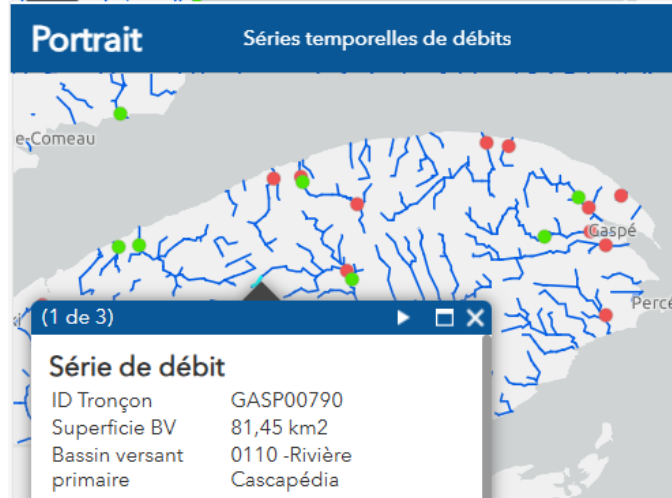 Portrait
Séries temporelles de débits
e-Comeau
Gaspé
Percé
(1 de 3)
Série de débit
ID Tronçon GASP00790
Superficie BV 81,45 km2
Bassin versant 0110 -Rivière
primaire Cascapédia